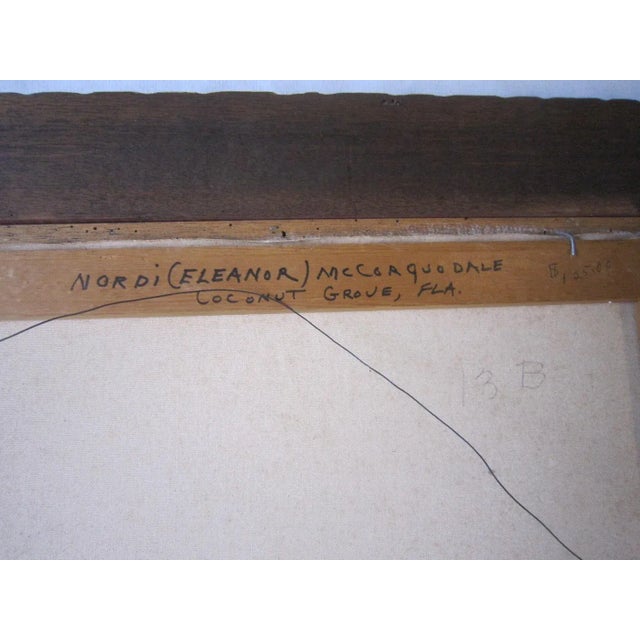 NORDI (ELEANOR) McCORQUODALE
COCONUT GROVE, FLA.
13 B